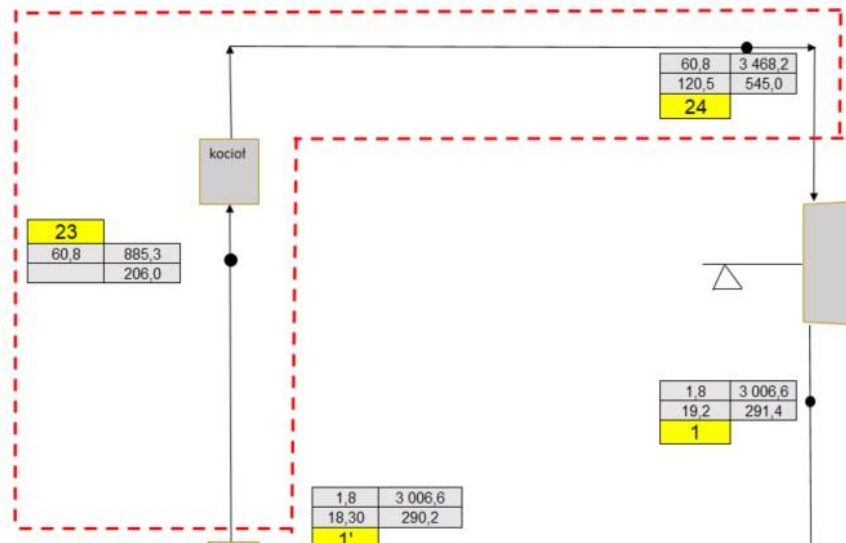 60,8 3 468,2
120,5 545,0
24
kocioł
23
60,8 885,3
206,0
1,8 3 006,6
19,2 291,4
1
1,8 3 006,6
18,30 290,2
1'